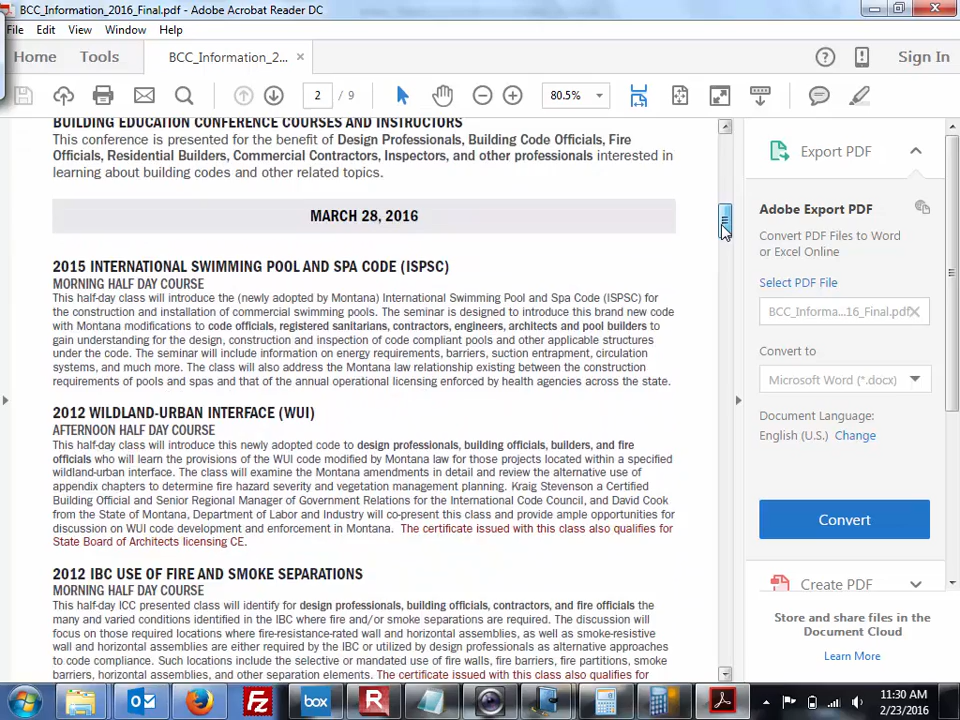 BCC_Information_2016_Final.pdf - Adobe Acrobat Reader DC
File Edit View Window Help
Home Tools BCC_Information_2... × Sign In
2 / 9 80.5%
BUILDING EDUCATION CONFERENCE COURSES AND INSTRUCTORS
This conference is presented for the benefit of Design Professionals, Building Code Officials, Fire
Officials, Residential Builders, Commercial Contractors, Inspectors, and other professionals interested in
learning about building codes and other related topics.
MARCH 28, 2016
2015 INTERNATIONAL SWIMMING POOL AND SPA CODE (ISPSC)
MORNING HALF DAY COURSE
This half-day class will introduce the (newly adopted by Montana) International Swimming Pool and Spa Code (ISPSC) for
the construction and installation of commercial swimming pools. The seminar is designed to introduce this brand new code
with Montana modifications to code officials, registered sanitarians, contractors, engineers, architects and pool builders to
gain understanding for the design, construction and inspection of code compliant pools and other applicable structures
under the code. The seminar will include information on energy requirements, barriers, suction entrapment, circulation
systems, and much more. The class will also address the Montana law relationship existing between the construction
requirements of pools and spas and that of the annual operational licensing enforced by health agencies across the state.
2012 WILDLAND-URBAN INTERFACE (WUI)
AFTERNOON HALF DAY COURSE
This half-day class will introduce this newly adopted code to design professionals, building officials, builders, and fire
officials who will learn the provisions of the WUI code modified by Montana law for those projects located within a specified
wildland-urban interface. The class will examine the Montana amendments in detail and review the alternative use of
appendix chapters to determine fire hazard severity and vegetation management planning. Kraig Stevenson a Certified
Building Official and Senior Regional Manager of Government Relations for the International Code Council, and David Cook
from the State of Montana, Department of Labor and Industry will co-present this class and provide ample opportunities for
discussion on WUI code development and enforcement in Montana. The certificate issued with this class also qualifies for
State Board of Architects licensing CE.
2012 IBC USE OF FIRE AND SMOKE SEPARATIONS
MORNING HALF DAY COURSE
This half-day ICC presented class will identify for design professionals, building officials, contractors, and fire officials the
many and varied conditions identified in the IBC where fire and/or smoke separations are required. The discussion will
focus on those required locations where fire-resistance-rated wall and horizontal assemblies, as well as smoke-resistive
wall and horizontal assemblies are either required by the IBC or utilized by design professionals as alternative approaches
to code compliance. Such locations include the selective or mandated use of fire walls, fire barriers, fire partitions, smoke
barriers, horizontal assemblies, and other separation elements. The certificate issued with this class also qualifies for
Export PDF
Adobe Export PDF
Convert PDF Files to Word
or Excel Online
Select PDF File
BCC_Informa...16_Final.pdf
Convert to
Microsoft Word (*.docx)
Document Language:
English (U.S.) Change
Convert
Create PDF
Store and share files in the
Document Cloud
Learn More
box
11:30 AM
2/23/2016